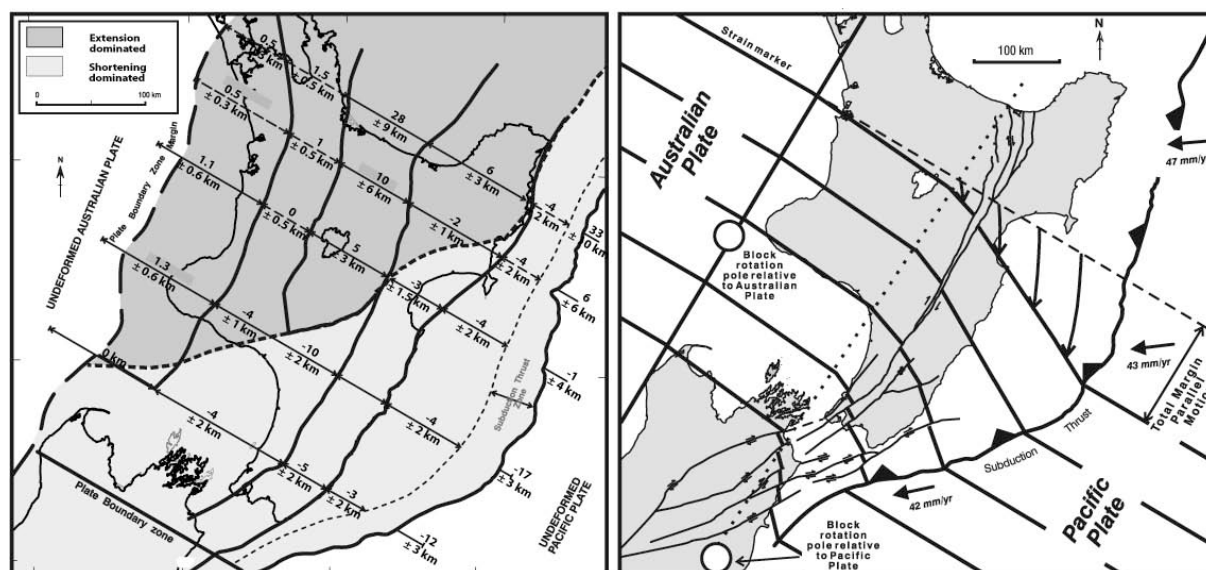 Extension
dominated
Shortening
dominated
0
100 km
N
UNDEFORMED AUSTRALIAN PLATE
Plate Boundary Zone Margin
0.5
1.5
± 0.5 km
28
± 9 km
6
± 3 km
-4
2 km
33
0 km
0.5
± 0.3 km
1
± 0.5 km
10
± 6 km
-2
± 1 km
-4
± 2 km
6
± 6 km
1.1
± 0.6 km
0
± 0.5 km
5
± 3 km
-3
± 1.5 km
-4
± 2 km
-1
± 4 km
1.3
± 0.6 km
-4
± 1 km
-10
± 2 km
-4
± 2 km
-17
± 3 km
0 km
-4
± 2 km
-5
± 2 km
-3
± 2 km
-12
± 3 km
Subduction Thrust
Zone
Plate Boundary zone
UNDEFORMED
PACIFIC PLATE
Strain marker
100 km
N
Australian
Plate
47 mm/yr
Block
rotation
pole relative
to Australian
Plate
43 mm/yr
Total Margin
Parallel
Motion
Thrust
Subduction
42 mm/yr
Pacific
Plate
Block
rotation
pole relative
to Pacific
Plate